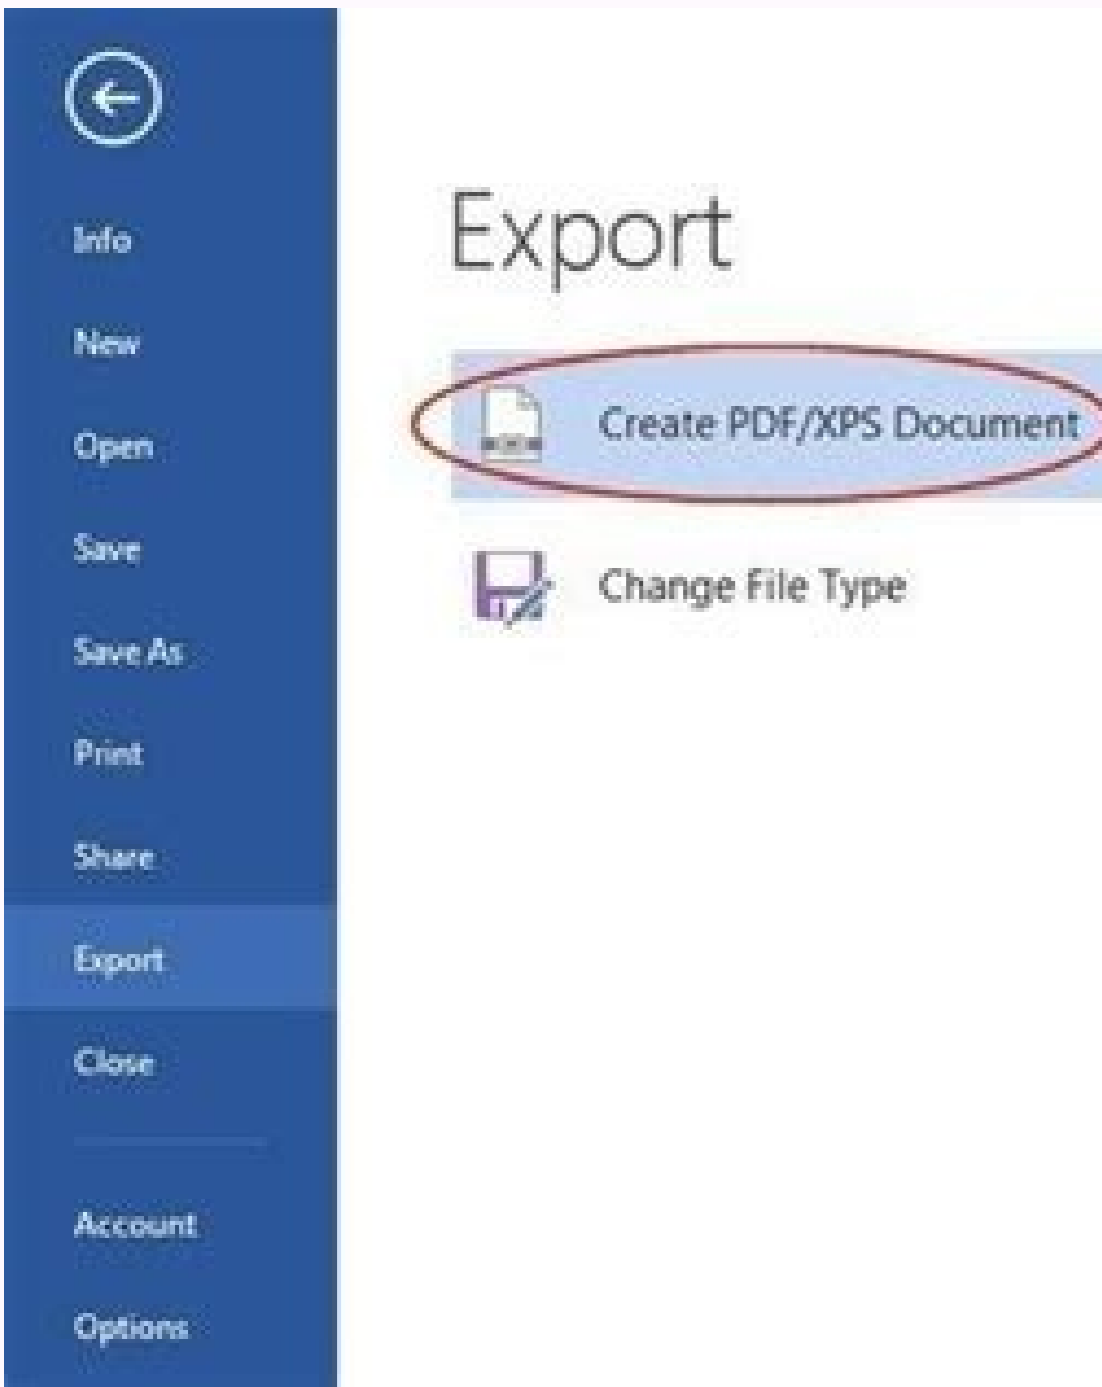 Info
New
Open
Save
Save As
Print
Share
Export
Close
Account
Options
Export
Create PDF/XPS Document
Change File Type